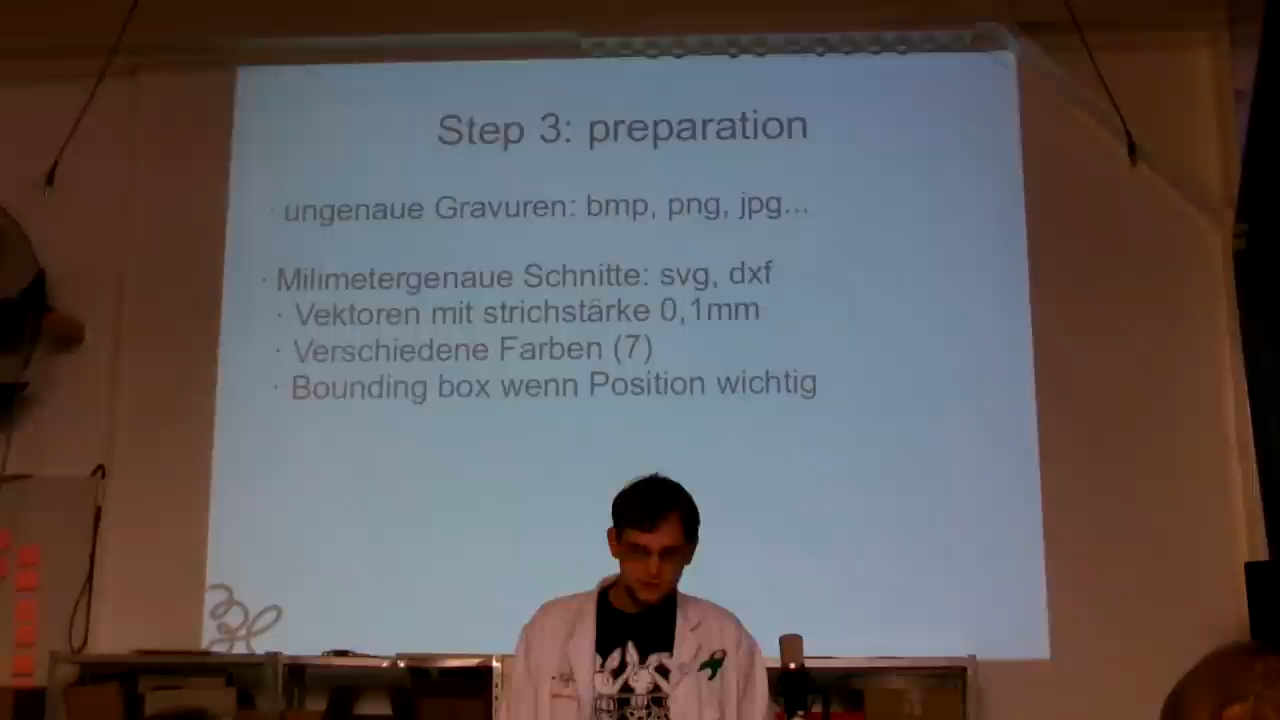 Step 3: preparation
· ungenaue Gravuren: bmp, png, jpg...
· Milimetergenaue Schnitte: svg, dxf
· Vektoren mit strichstärke 0,1mm
· Verschiedene Farben (7)
· Bounding box wenn Position wichtig